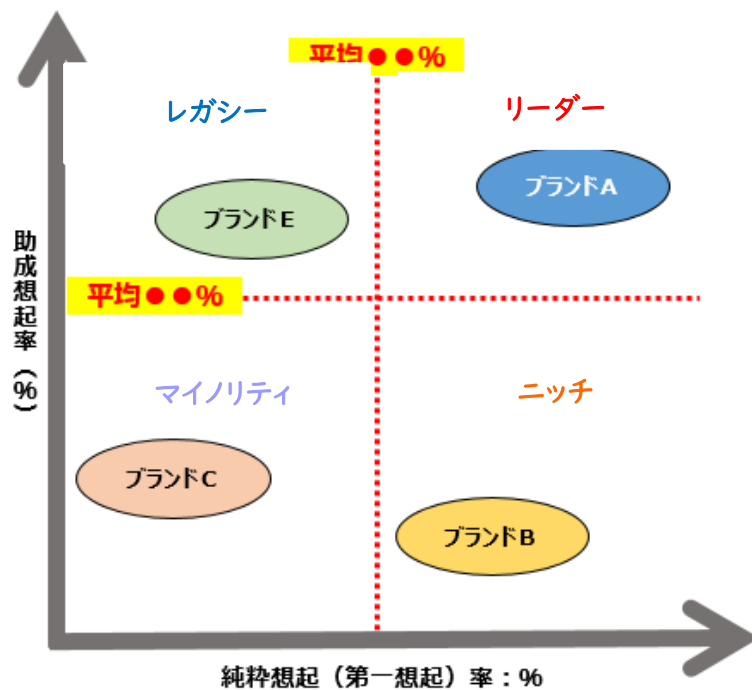 平均●●%
レガシー
リーダー
ブランドA
ブランドE
助成想起率(%)
平均●●%
マイノリティ
ニッチ
ブランドC
ブランドB
純粋想起(第一想起)率:%